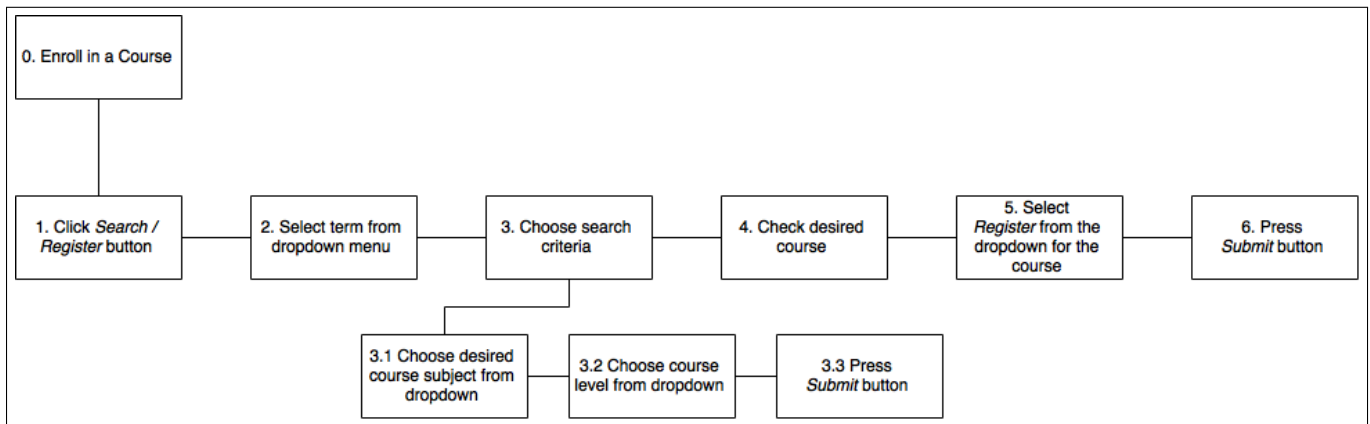 0. Enroll in a Course
1. Click Search /
Register button
2. Select term from
dropdown menu
3. Choose search
criteria
4. Check desired
course
5. Select
Register from the
dropdown for the
course
6. Press
Submit button
3.1 Choose desired
course subject from
dropdown
3.2 Choose course
level from dropdown
3.3 Press
Submit button